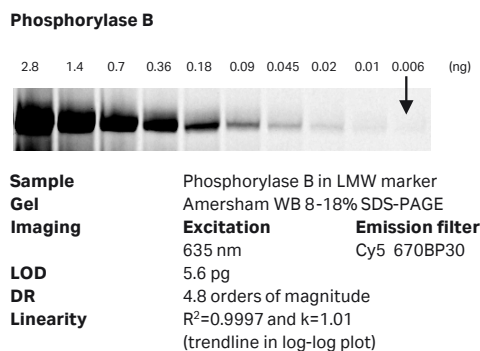 Phosphorylase B
2.8 1.4 0.7 0.36 0.18 0.09 0.045 0.02 0.01 0.006 (ng)
Sample Phosphorylase B in LMW marker
Gel Amersham WB 8-18% SDS-PAGE
Imaging Excitation Emission filter
635 nm Cy5 670BP30
LOD 5.6 pg
DR 4.8 orders of magnitude
Linearity R²=0.9997 and k=1.01
(trendline in log-log plot)